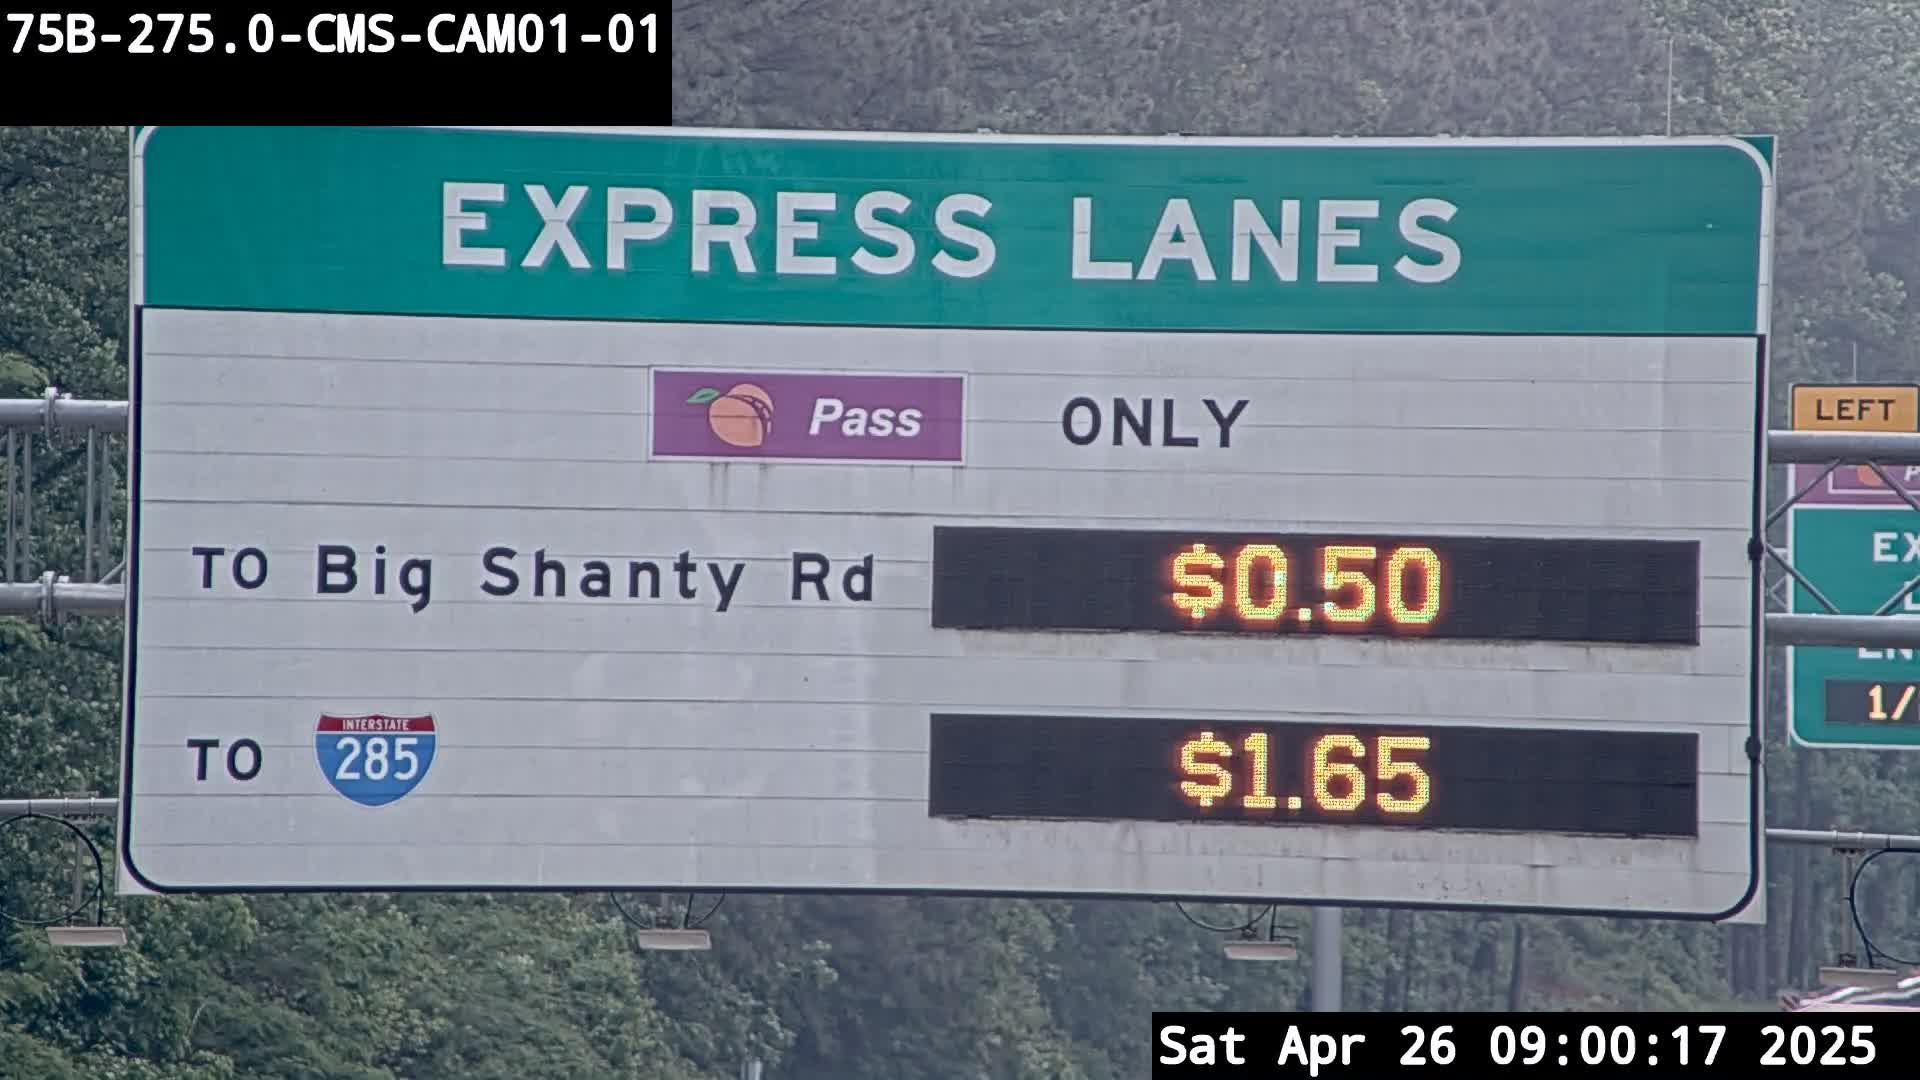 75B-275.0-CMS-CAM01-01
EXPRESS LANES
Pass ONLY
LEFT
TO Big Shanty Rd $0.50
INTERSTATE
TO 285 $1.65
1/
Sat Apr 26 09:00:17 2025